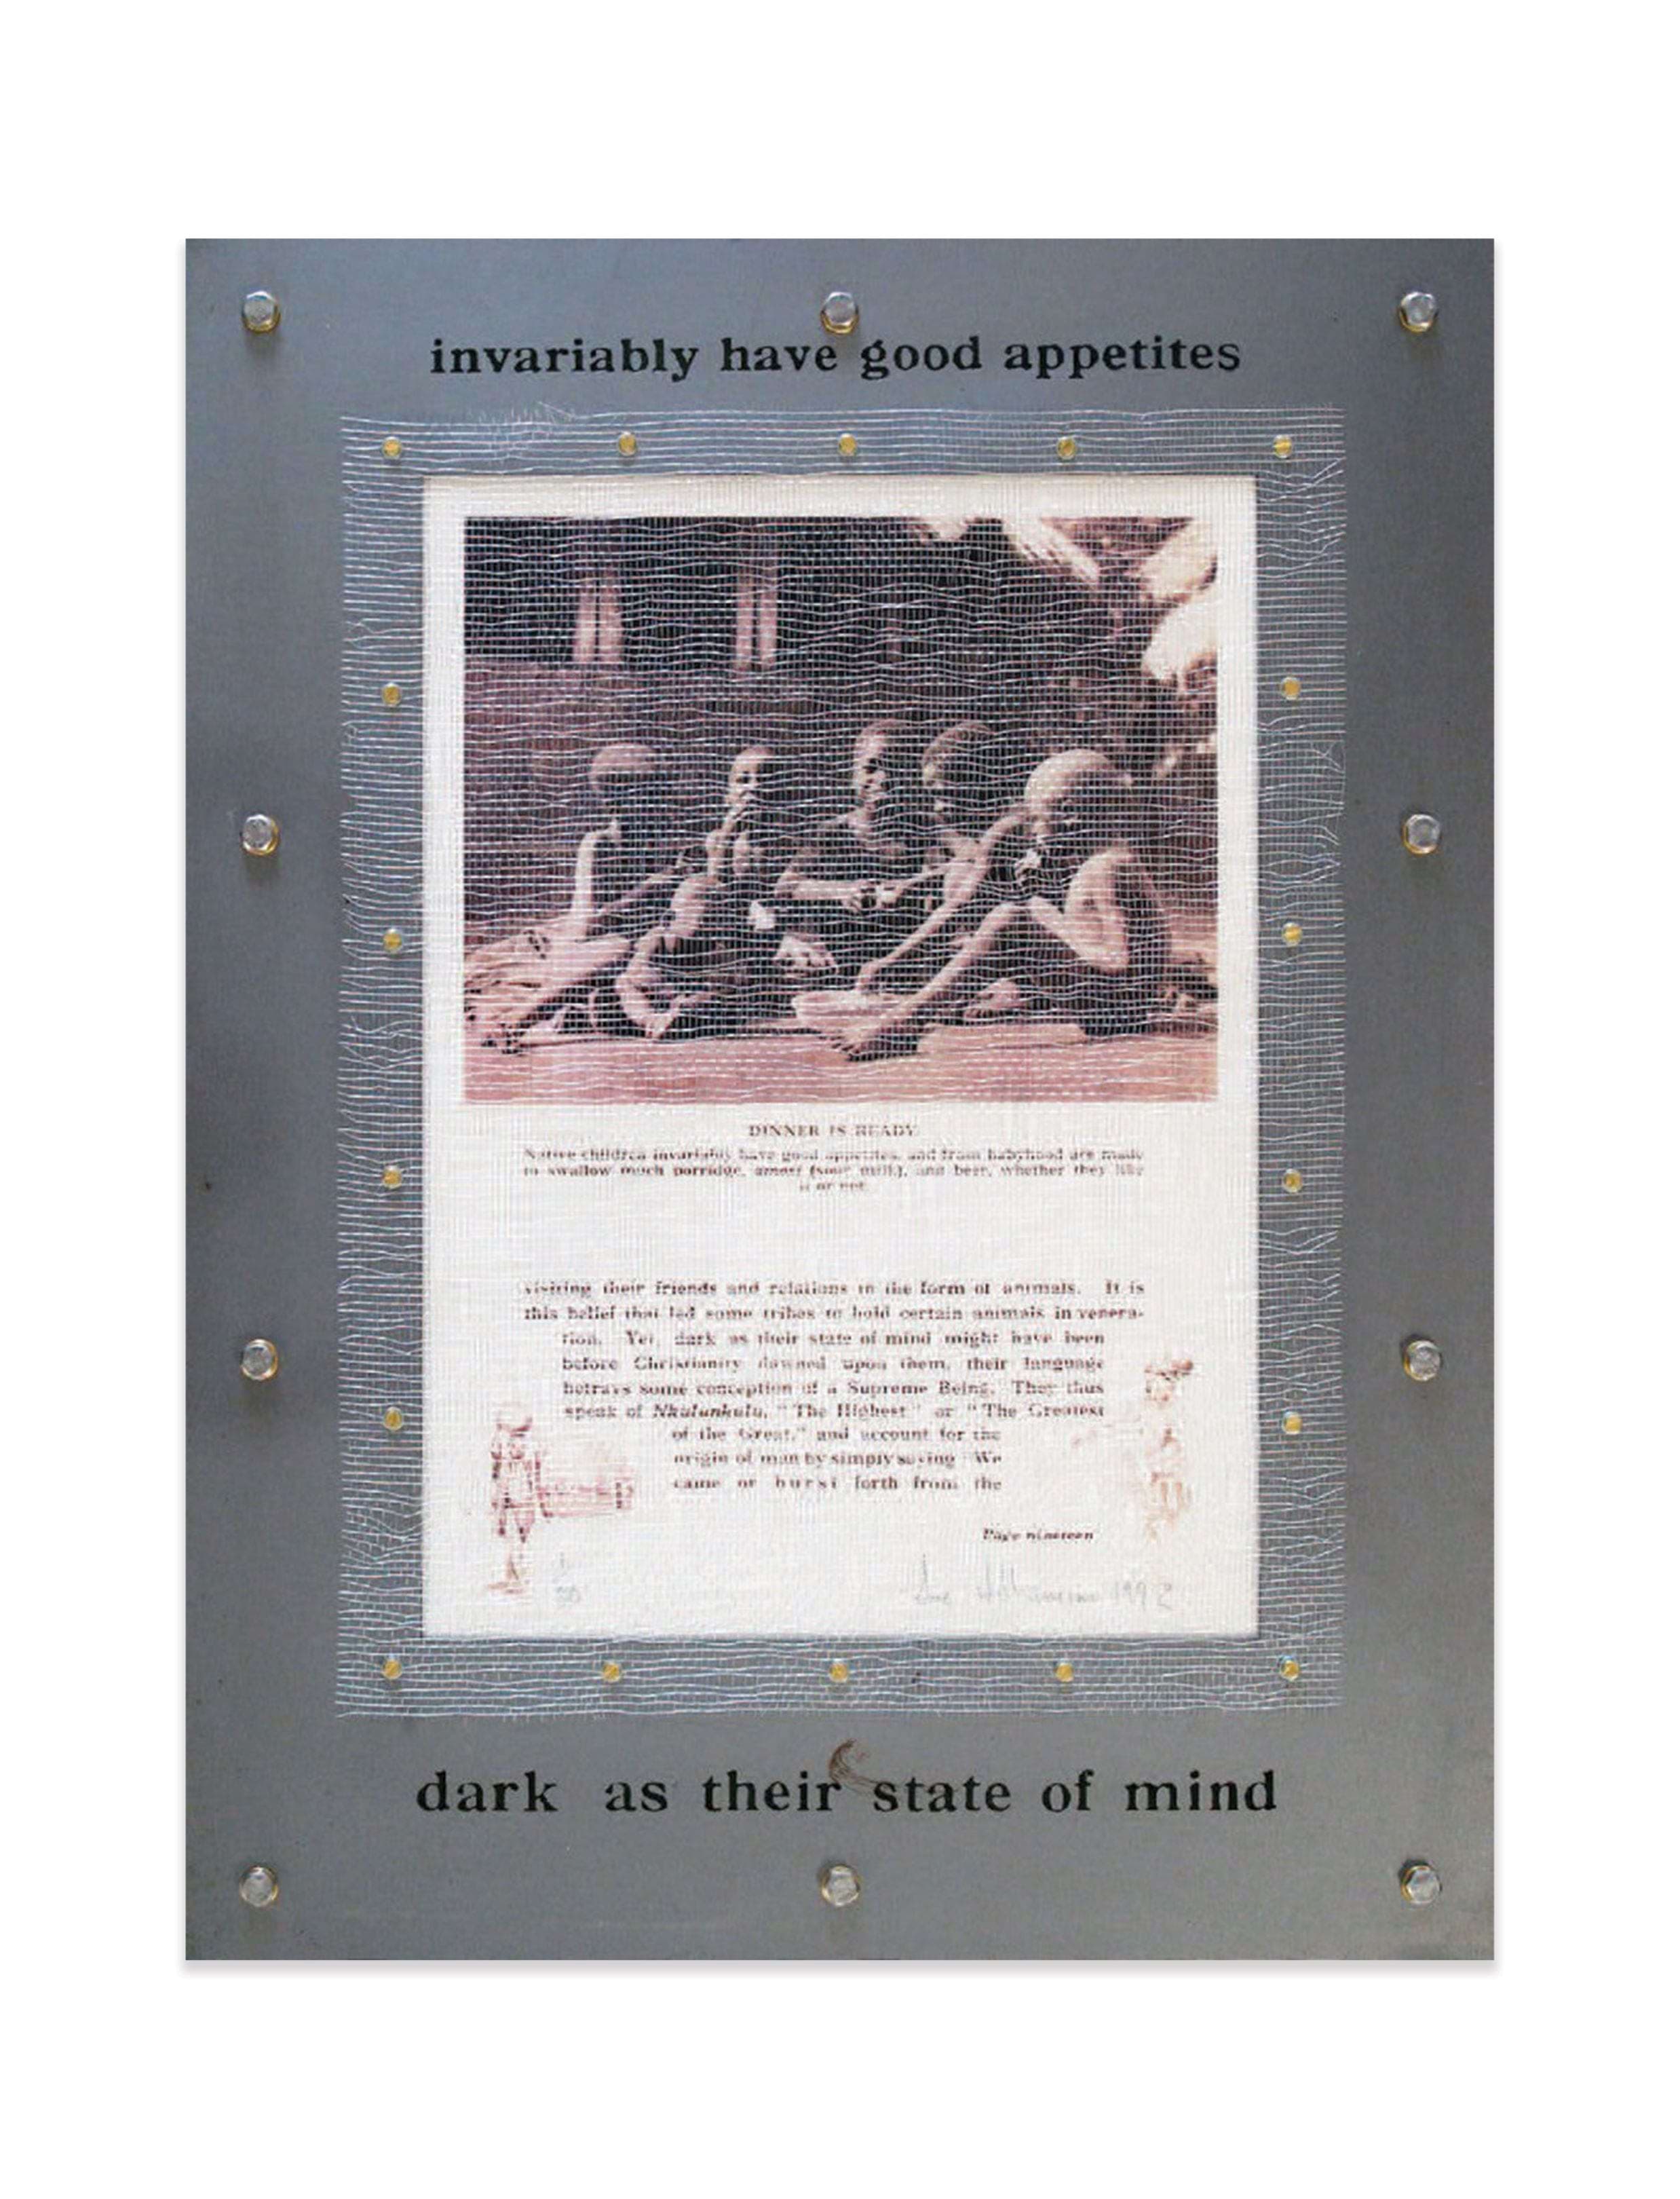 invariably have good appetites
DINNER IS READY
Native children invariably have good appetites, and from babyhood are made
to swallow much porridge, amasi (sour milk), and beer, whether they like
it or not.
visiting their friends and relations in the form of animals. It is
this belief that led some tribes to hold certain animals in venera-
tion. Yet, dark as their state of mind might have been
before Christianity dawned upon them, their language
betrays some conception of a Supreme Being. They thus
speak of Nkulunkulu, "The Highest" or "The Greatest
of the Great," and account for the
origin of man by simply saying "We
came or burst forth from the
Page nineteen
1992
dark as their state of mind